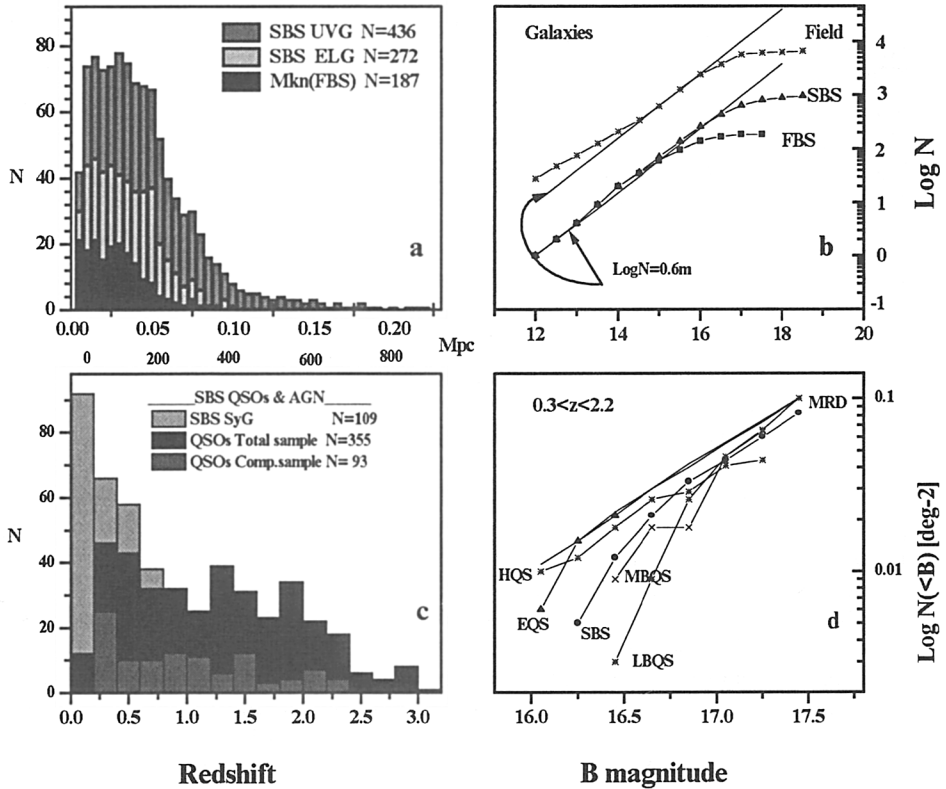 SBS UVG N=436
SBS ELG N=272
Mkn(FBS) N=187
80
60
40
20
0
N
a
0.00 0.05 0.10 0.15 0.20
Mpc
0 200 400 600 800
Galaxies
Field
SBS
FBS
LogN=0.6m
b
4
3
2
1
0
-1
Log N
12 14 16 18 20
SBS QSOs & AGN
SBS SyG N=109
QSOs Total sample N=355
QSOs Comp.sample N= 93
80
60
40
20
0
N
c
0.0 0.5 1.0 1.5 2.0 2.5 3.0
Redshift
0.3<z<2.2
MRD
HQS
MBQS
EQS
SBS
LBQS
d
0.1
0.01
Log N(<B) [deg-2]
16.0 16.5 17.0 17.5
B magnitude